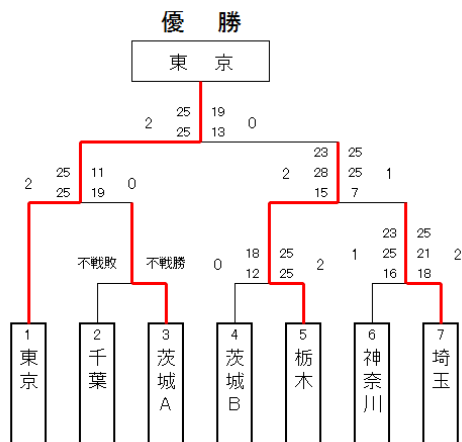 優 勝
東 京
2 25 19 0
25 13
23 25
2 28 25 1
15 7
2 25 11 0
25 19
23 25
1 25 21 2
16 18
不戦敗 不戦勝
0 18 25 2
12 25
1 東京
2 千葉
3 茨城A
4 茨城B
5 栃木
6 神奈川
7 埼玉